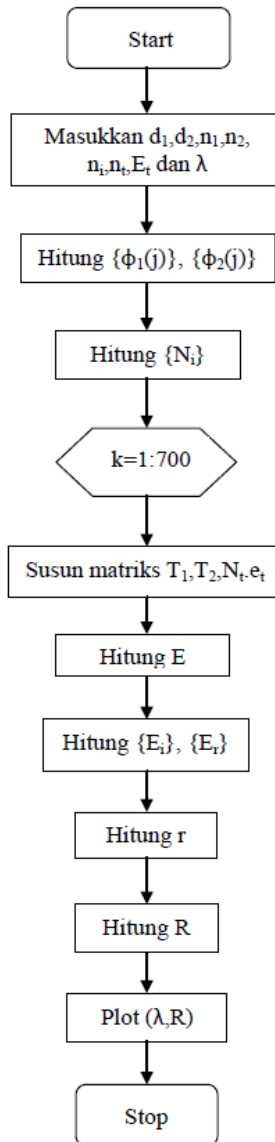 Start
Masukkan d₁,d₂,n₁,n₂,
nᵢ,nₜ,Eₜ dan λ
Hitung {ϕ₁(j)}, {ϕ₂(j)}
Hitung {Nᵢ}
k=1:700
Susun matriks T₁,T₂,Nₜ.eₜ
Hitung E
Hitung {Eᵢ}, {Eᵣ}
Hitung r
Hitung R
Plot (λ,R)
Stop